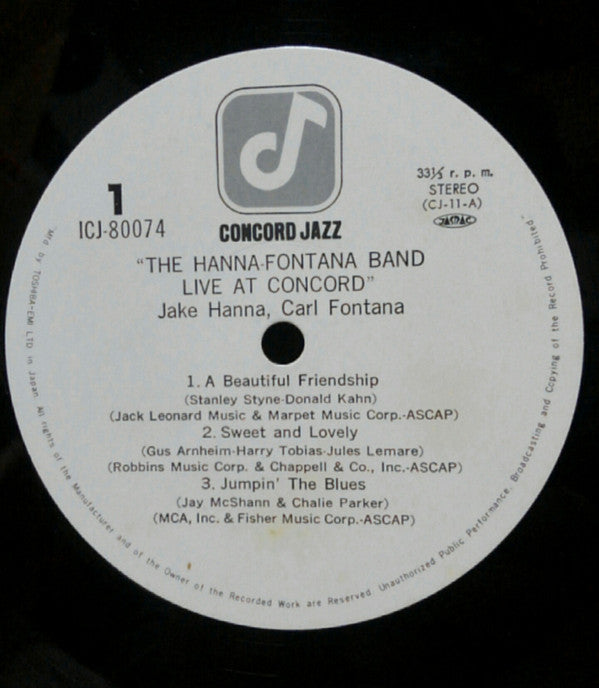 1
ICJ-80074
33⅓ r. p. m.
STEREO
(CJ-11-A)
JASRAC
CONCORD JAZZ
"THE HANNA-FONTANA BAND
LIVE AT CONCORD"
Jake Hanna, Carl Fontana
1. A Beautiful Friendship
(Stanley Styne-Donald Kahn)
(Jack Leonard Music & Marpet Music Corp.-ASCAP)
2. Sweet and Lovely
(Gus Arnheim-Harry Tobias-Jules Lemare)
(Robbins Music Corp. & Chappell & Co., Inc.-ASCAP)
3. Jumpin' The Blues
(Jay McShann & Chalie Parker)
(MCA, Inc. & Fisher Music Corp.-ASCAP)
"Mfd by TOSHIBA-EMI LTD in Japan. All rights of the Manufacturer and of the Owner of the Recorded Work are Reserved. Unauthorized Public Performance, Broadcasting and Copying of the Record Prohibited"